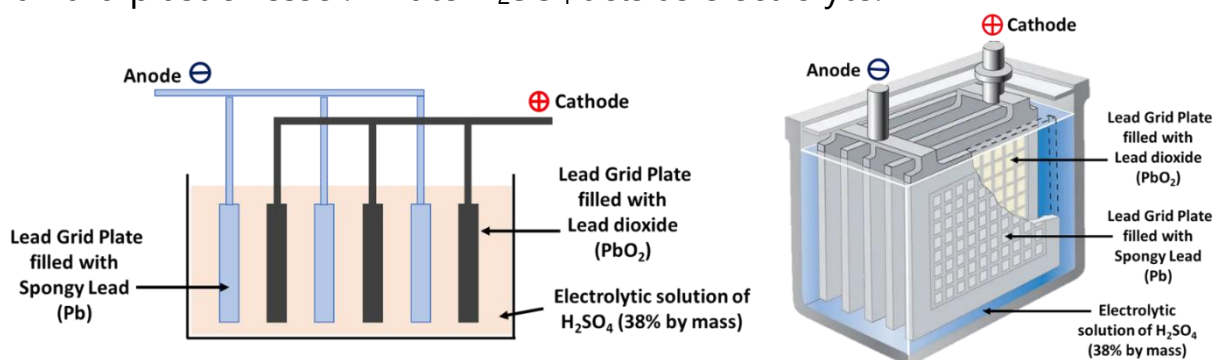 Anode ⊖
⊕ Cathode
Lead Grid Plate
filled with
Spongy Lead
(Pb)
Lead Grid Plate
filled with
Lead dioxide
(PbO₂)
Electrolytic solution of
H₂SO₄ (38% by mass)
⊕ Cathode
Anode ⊖
Lead Grid Plate
filled with
Lead dioxide
(PbO₂)
Lead Grid Plate
filled with
Spongy Lead
(Pb)
Electrolytic
solution of H₂SO₄
(38% by mass)